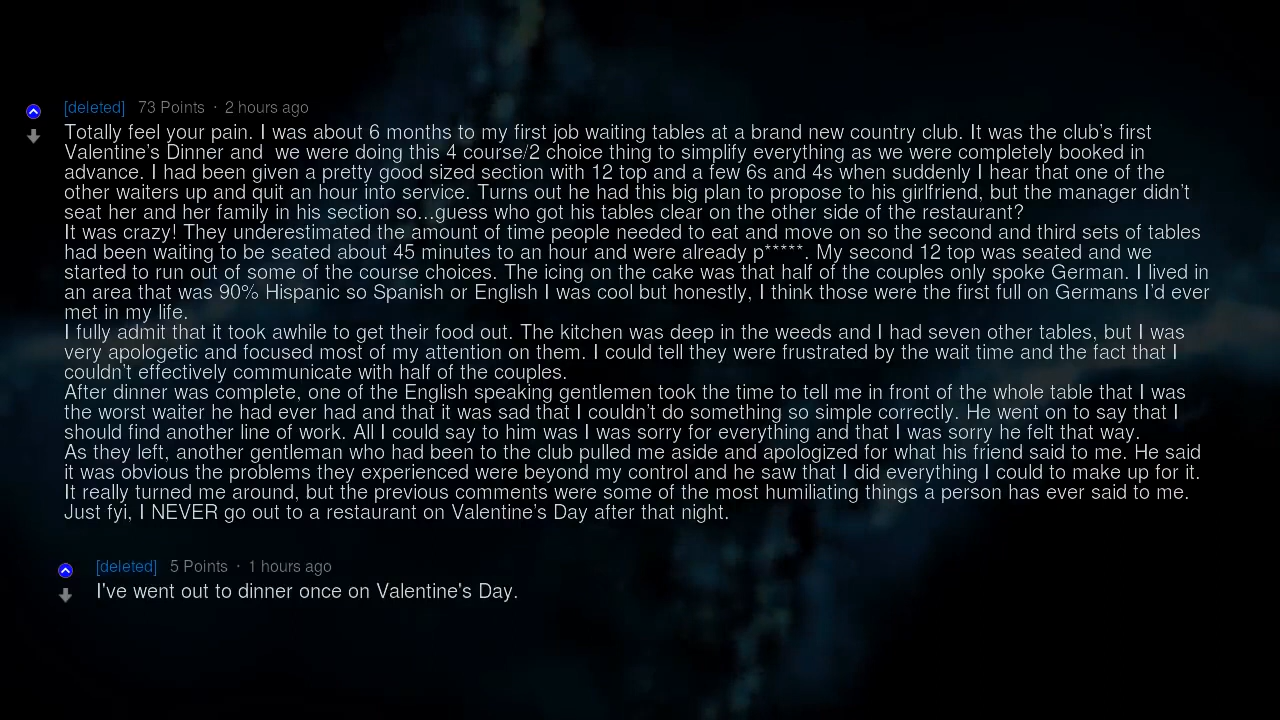 [deleted] 73 Points · 2 hours ago
Totally feel your pain. I was about 6 months to my first job waiting tables at a brand new country club. It was the club's first
Valentine's Dinner and  we were doing this 4 course/2 choice thing to simplify everything as we were completely booked in
advance. I had been given a pretty good sized section with 12 top and a few 6s and 4s when suddenly I hear that one of the
other waiters up and quit an hour into service. Turns out he had this big plan to propose to his girlfriend, but the manager didn't
seat her and her family in his section so...guess who got his tables clear on the other side of the restaurant?
It was crazy! They underestimated the amount of time people needed to eat and move on so the second and third sets of tables
had been waiting to be seated about 45 minutes to an hour and were already p*****. My second 12 top was seated and we
started to run out of some of the course choices. The icing on the cake was that half of the couples only spoke German. I lived in
an area that was 90% Hispanic so Spanish or English I was cool but honestly, I think those were the first full on Germans I'd ever
met in my life.
I fully admit that it took awhile to get their food out. The kitchen was deep in the weeds and I had seven other tables, but I was
very apologetic and focused most of my attention on them. I could tell they were frustrated by the wait time and the fact that I
couldn't effectively communicate with half of the couples.
After dinner was complete, one of the English speaking gentlemen took the time to tell me in front of the whole table that I was
the worst waiter he had ever had and that it was sad that I couldn't do something so simple correctly. He went on to say that I
should find another line of work. All I could say to him was I was sorry for everything and that I was sorry he felt that way.
As they left, another gentleman who had been to the club pulled me aside and apologized for what his friend said to me. He said
it was obvious the problems they experienced were beyond my control and he saw that I did everything I could to make up for it.
It really turned me around, but the previous comments were some of the most humiliating things a person has ever said to me.
Just fyi, I NEVER go out to a restaurant on Valentine's Day after that night.
[deleted] 5 Points · 1 hours ago
I've went out to dinner once on Valentine's Day.